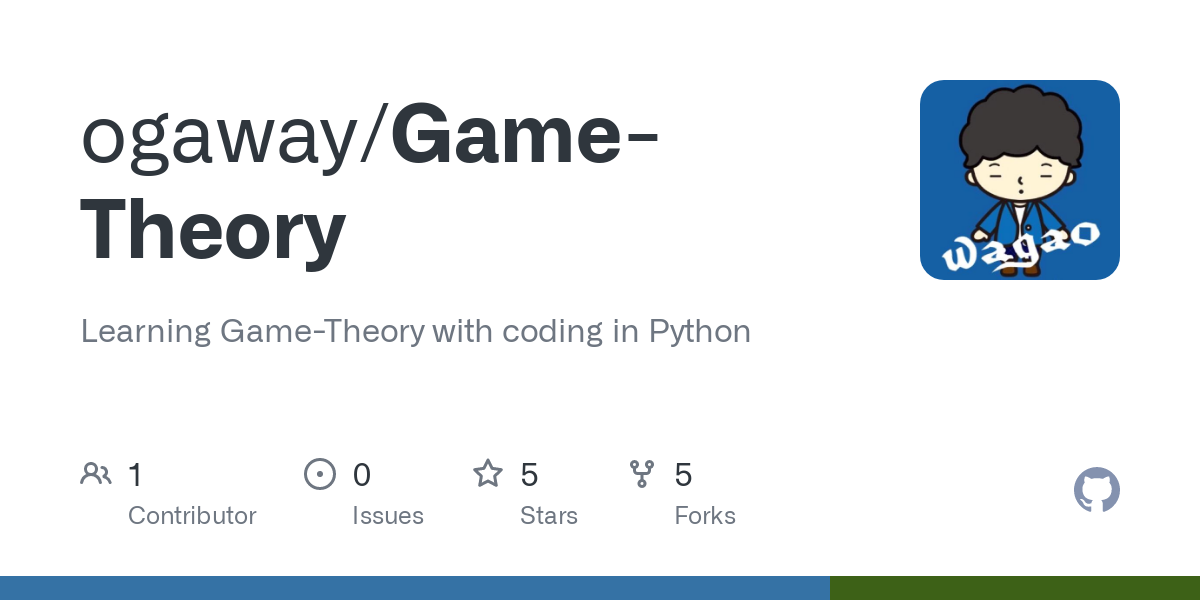 ogaway/Game-
Theory
wagao
Learning Game-Theory with coding in Python
1
Contributor
0
Issues
5
Stars
5
Forks